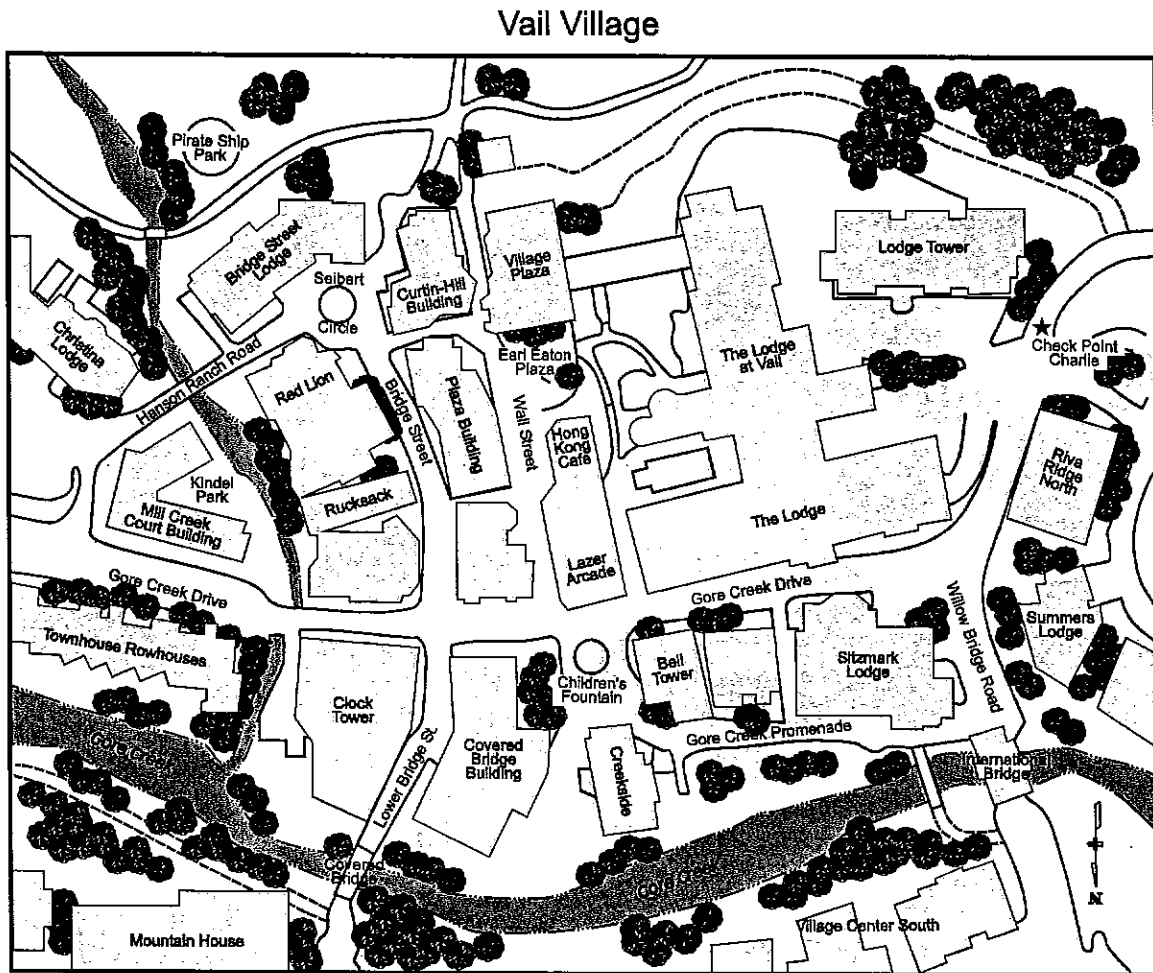 Vail Village
Pirate Ship
Park
Bridge Street
Lodge
Seibert
Circle
Curtin-Hill
Building
Village
Plaza
Lodge Tower
Check Point
Charlie
Christina
Lodge
Hanson Ranch Road
Red Lion
Bridge Street
Plaza Building
Earl Eaton
Plaza
Wall Street
The Lodge
at Vail
Hong
Kong
Cafe
Riva
Ridge
North
Kindel
Park
Mill Creek
Court Building
Rucksack
The Lodge
Lazer
Arcade
Gore Creek Drive
Gore Creek Drive
Willow Bridge Road
Summers
Lodge
Townhouse Rowhouses
Clock
Tower
Children's
Fountain
Bell
Tower
Sitzmark
Lodge
Gore Creek
Lower Bridge St.
Covered
Bridge
Building
Creekside
Gore Creek Promenade
International
Bridge
Covered
Bridge
Gore Creek
Mountain House
Village Center South
N